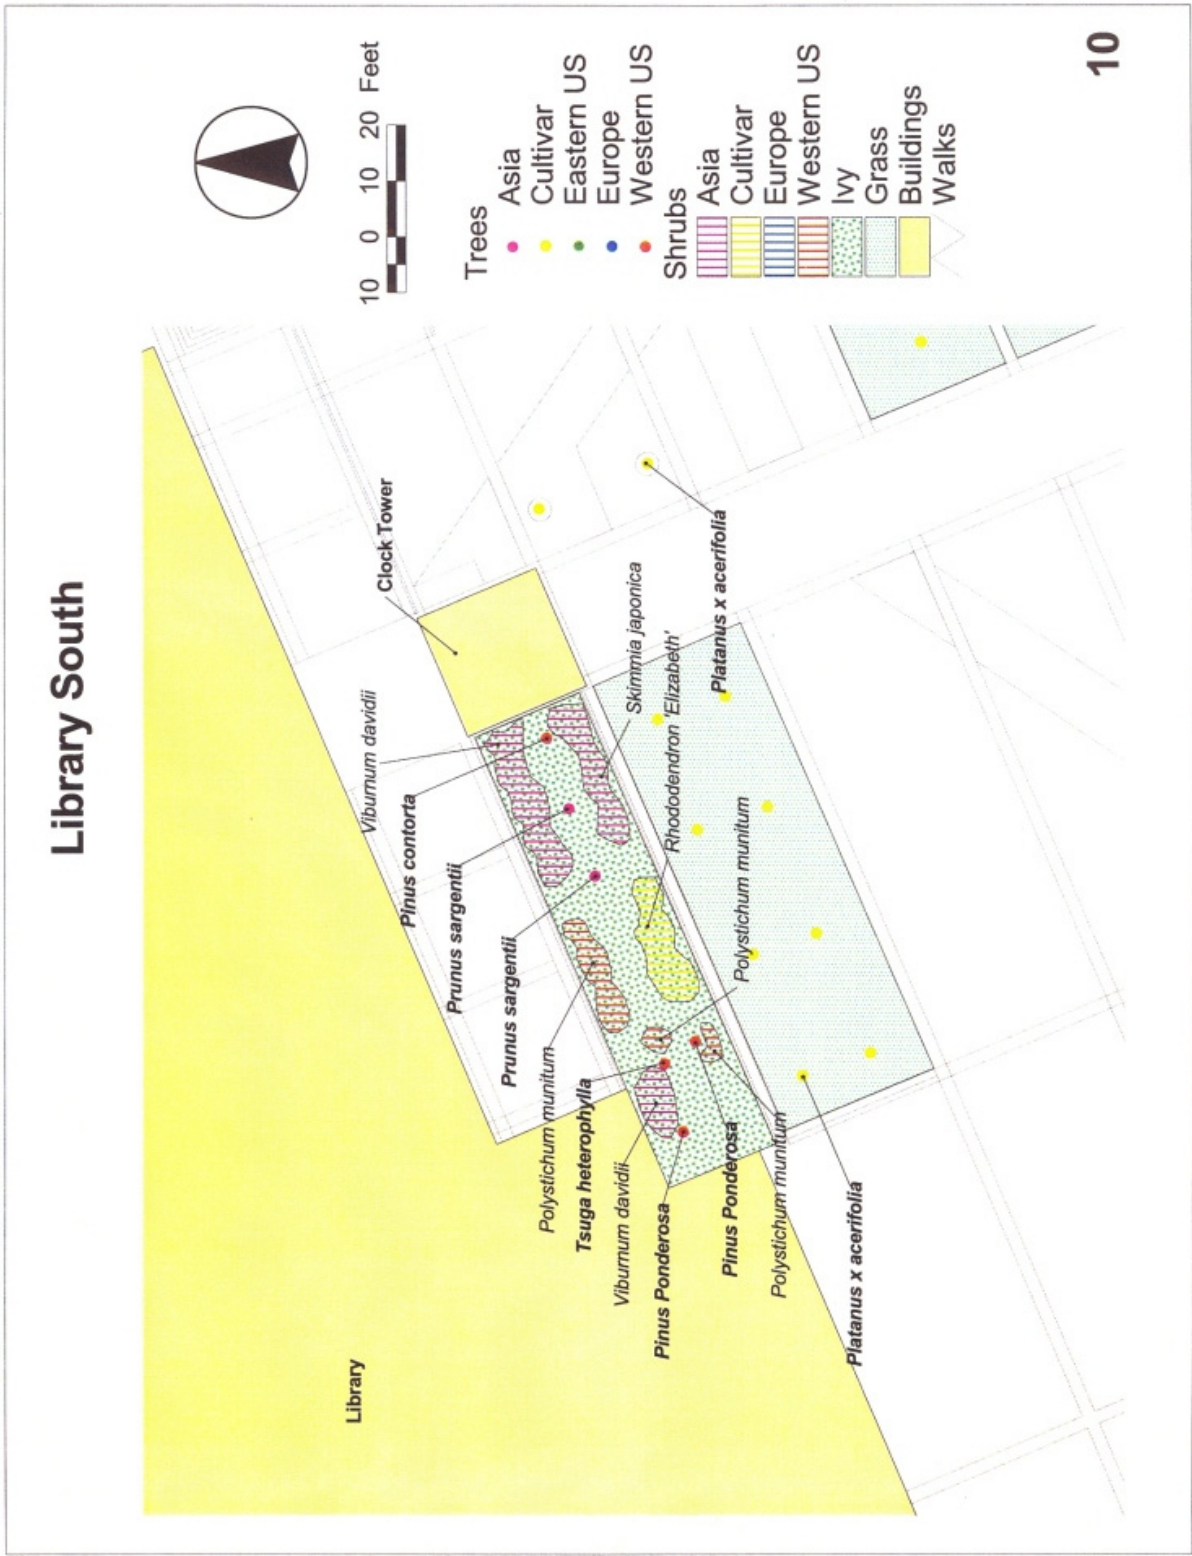 Library South
Clock Tower
Viburnum davidii
Pinus contorta
Prunus sargentii
Prunus sargentii
Polystichum munitum
Tsuga heterophylla
Viburnum davidii
Pinus Ponderosa
Pinus Ponderosa
Polystichum munitum
Platanus x acerifolia
Library
Skimmia japonica
Rhododendron 'Elizabeth'
Platanus x acerifolia
Polystichum munitum
10 0 10 20 Feet
Trees
Asia
Cultivar
Eastern US
Europe
Western US
Shrubs
Asia
Cultivar
Europe
Western US
Ivy
Grass
Buildings
Walks
10